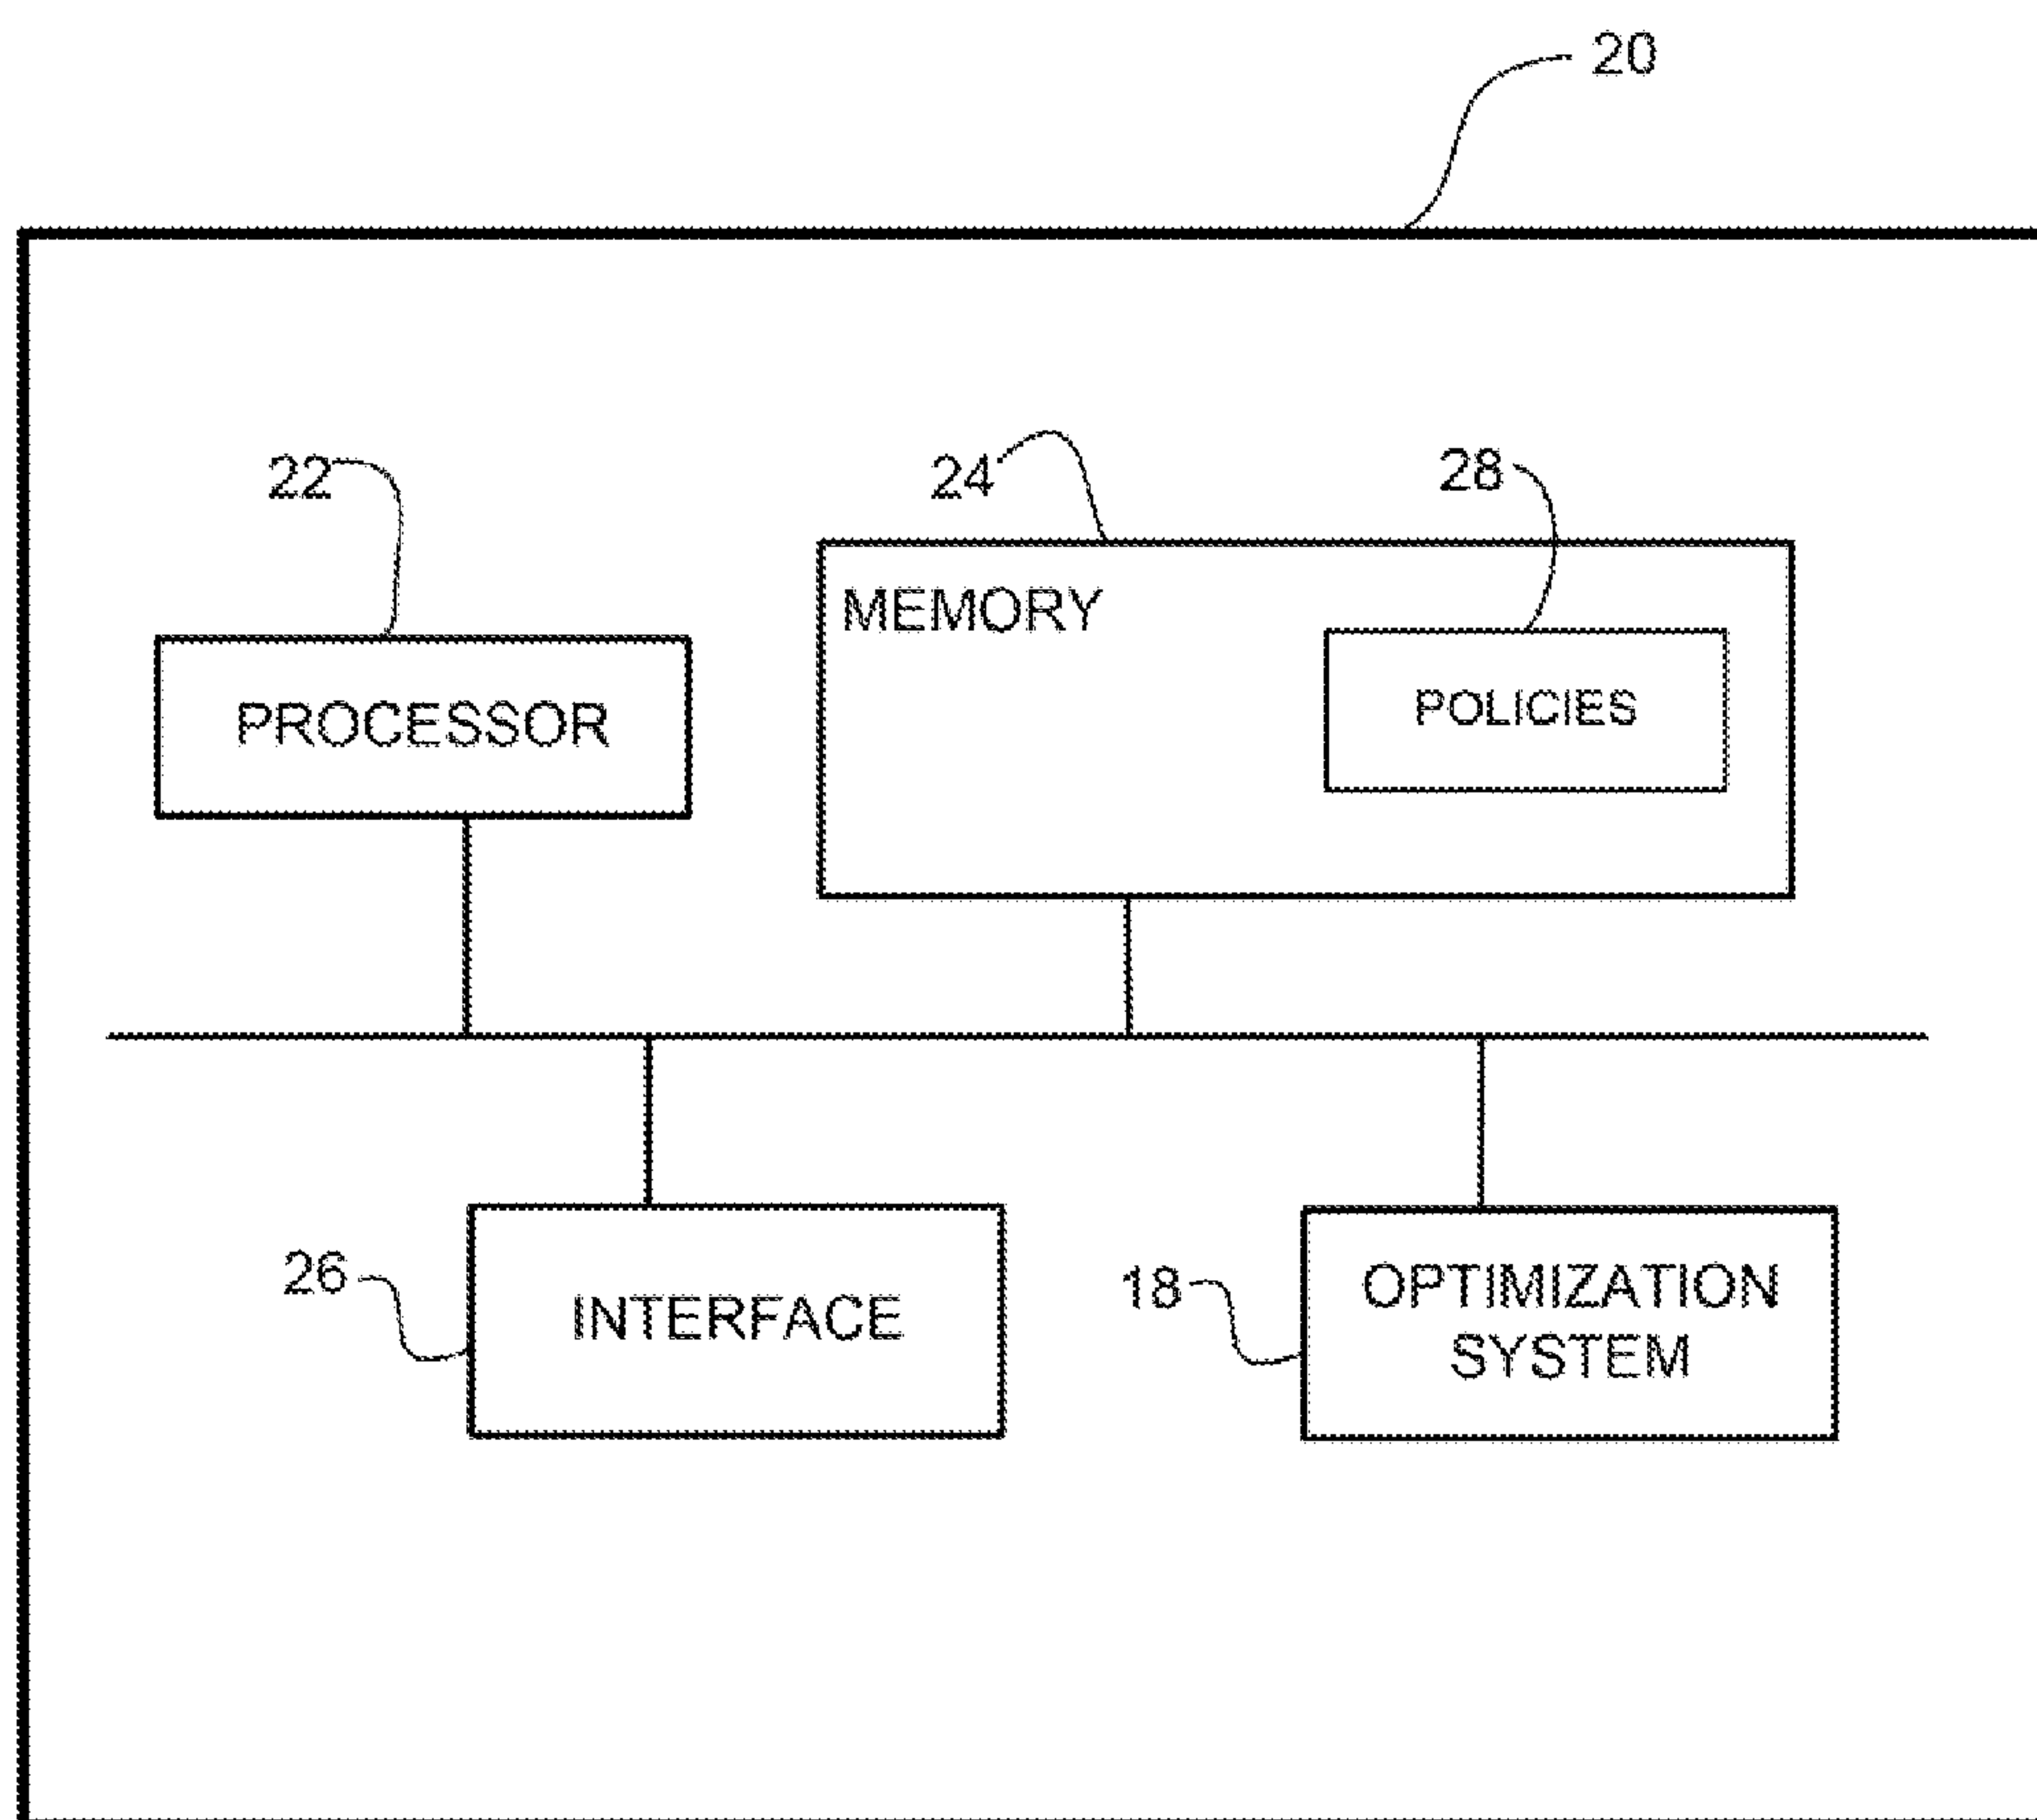 20
22
24
28
MEMORY
POLICIES
PROCESSOR
26
INTERFACE
18
OPTIMIZATION
SYSTEM